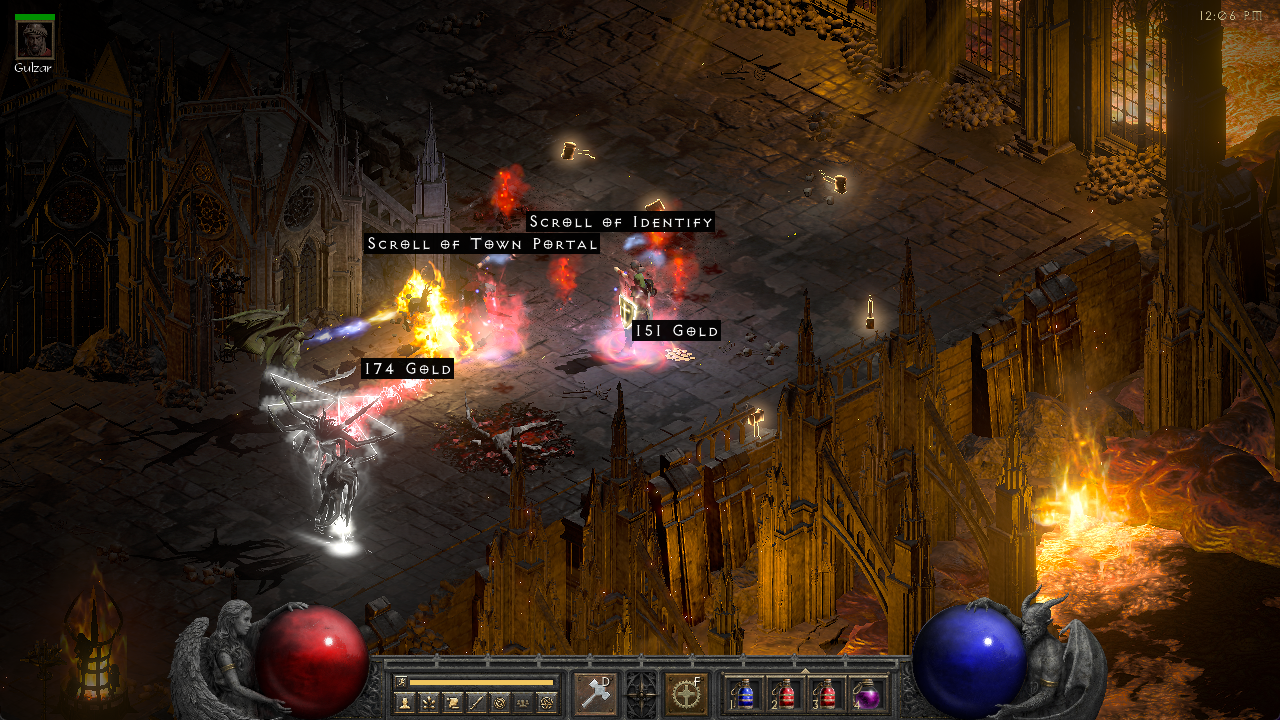 12:06 PM
Gulzar
Scroll of Identify
Scroll of Town Portal
151 Gold
174 Gold
D
F
1
2
3
4